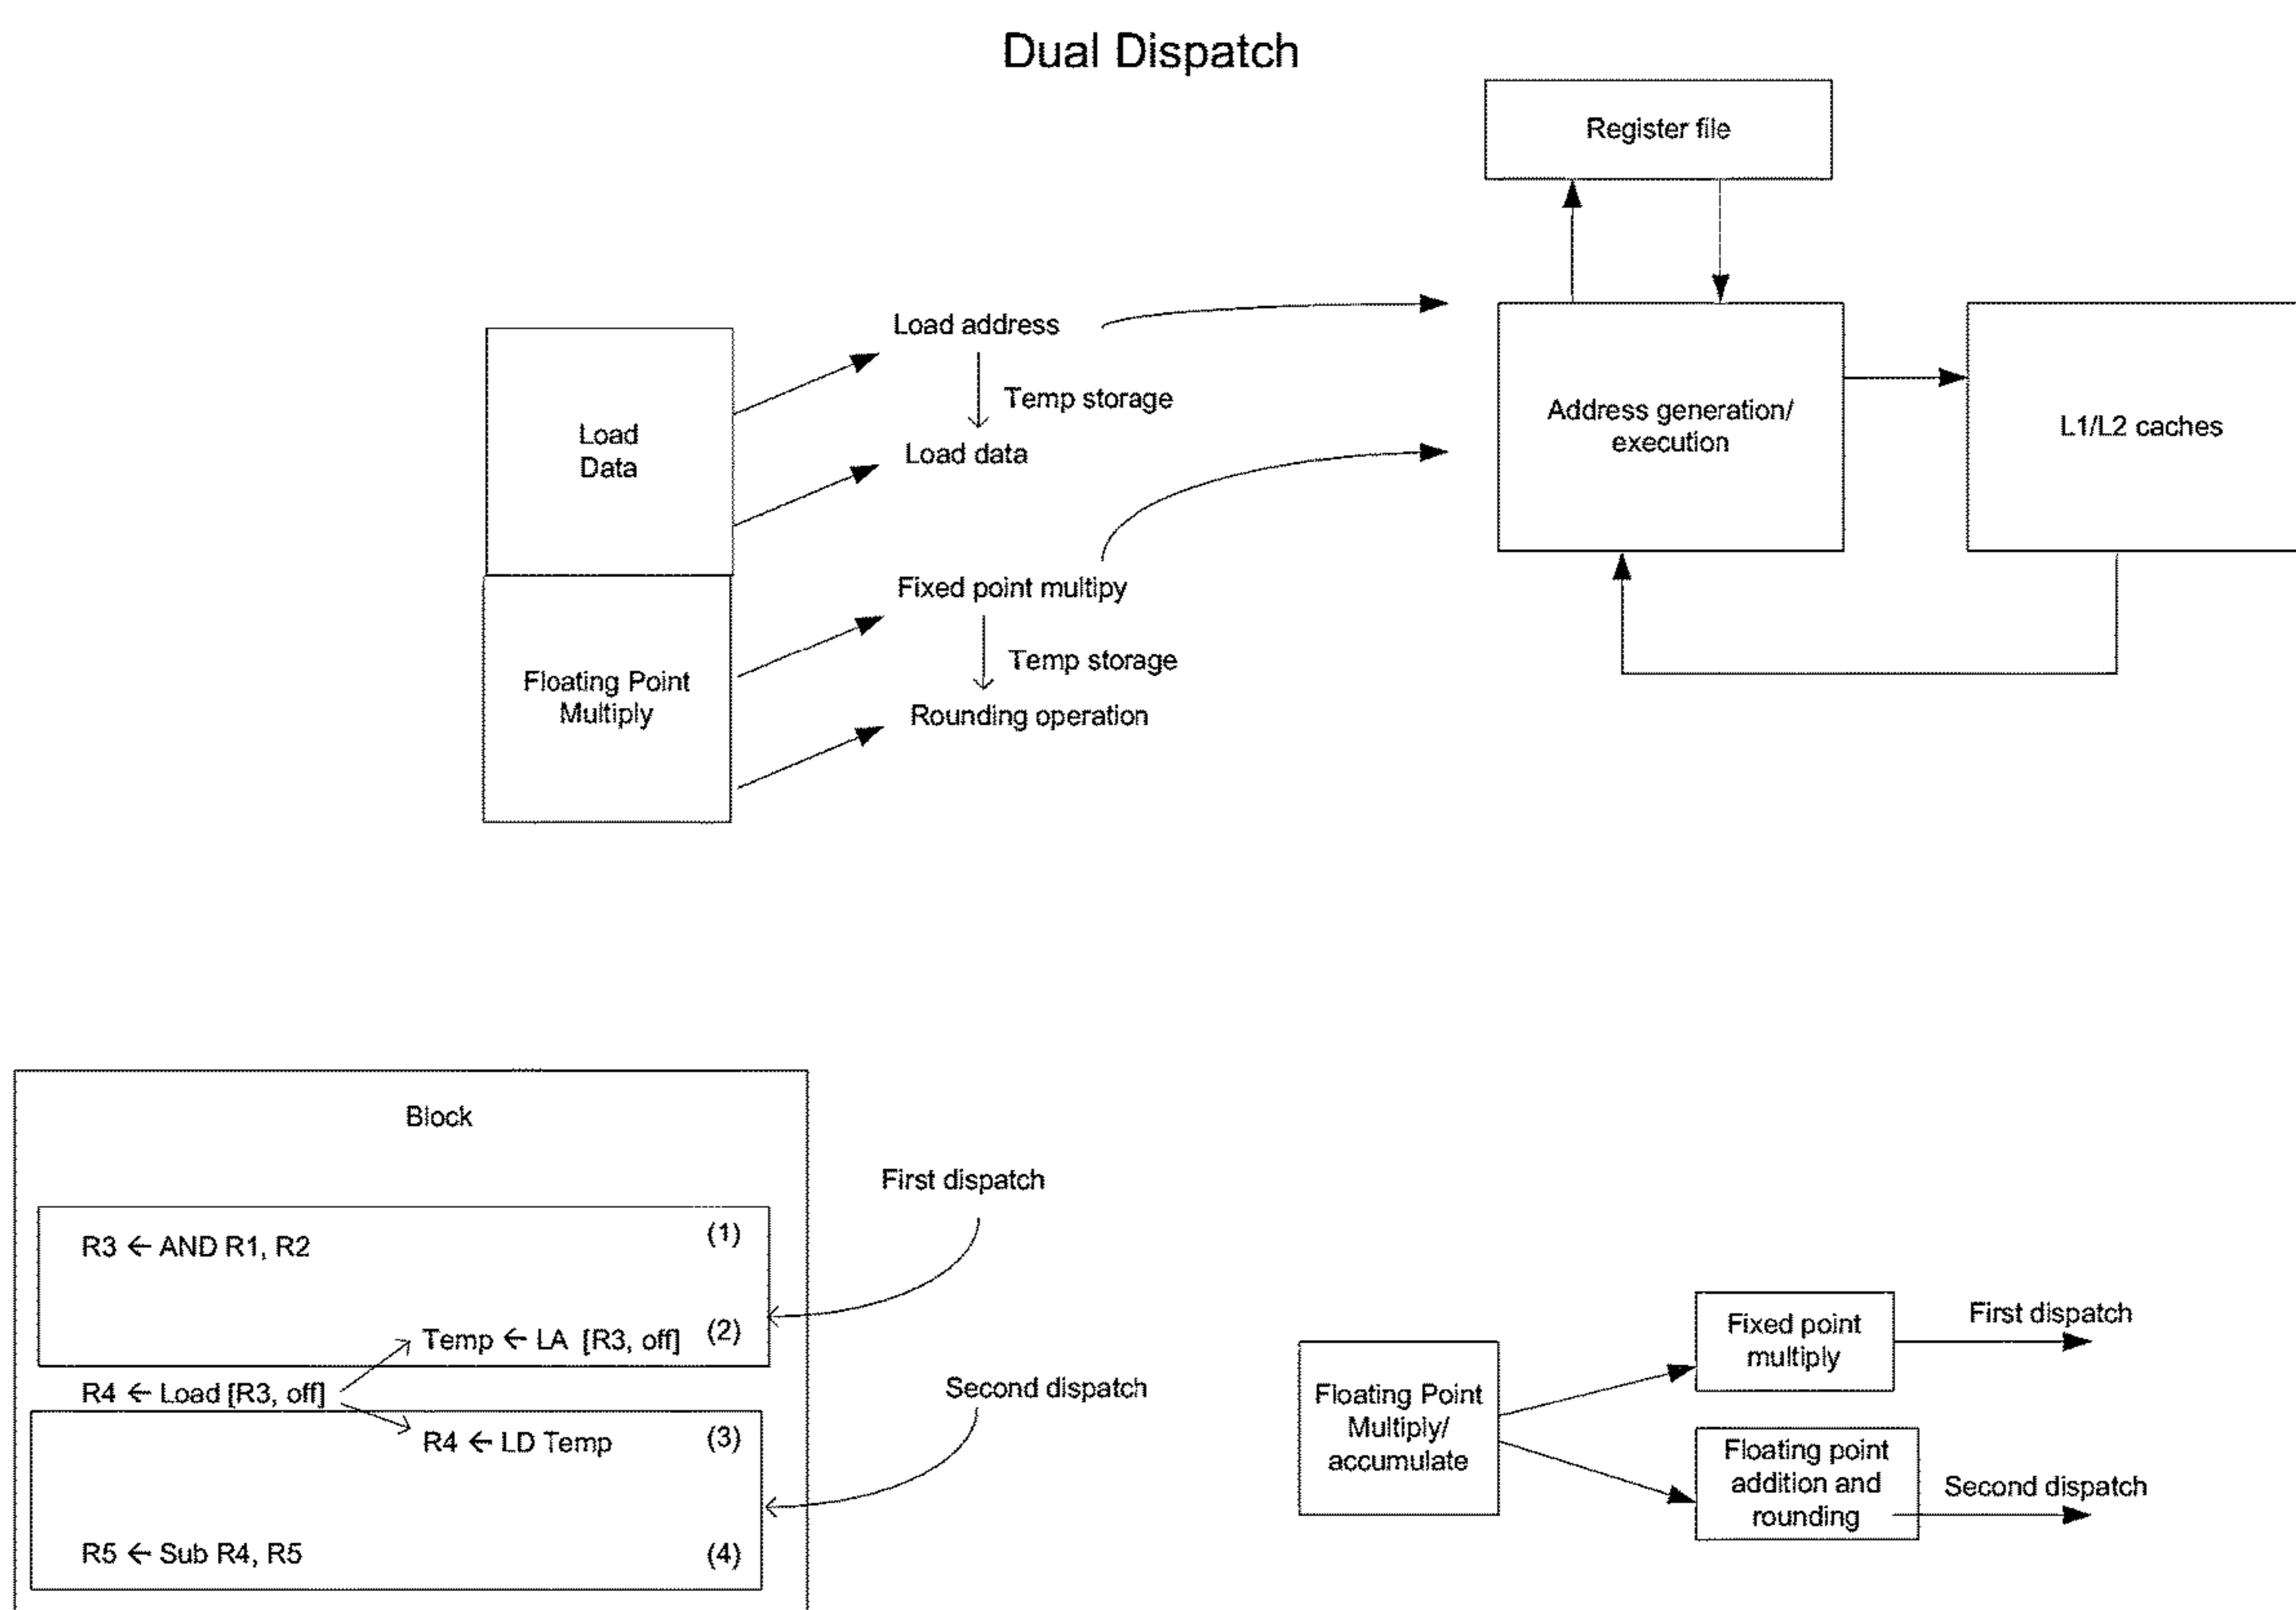 Dual Dispatch
Register file
Load address
Temp storage
Load data
Load
Data
Address generation/
execution
L1/L2 caches
Fixed point multipy
Temp storage
Rounding operation
Floating Point
Multiply
Block
First dispatch
R3 ← AND R1, R2
(1)
Temp ← LA [R3, off]
(2)
R4 ← Load [R3, off]
Second dispatch
R4 ← LD Temp
(3)
R5 ← Sub R4, R5
(4)
Floating Point
Multiply/
accumulate
Fixed point
multiply
First dispatch
Floating point
addition and
rounding
Second dispatch